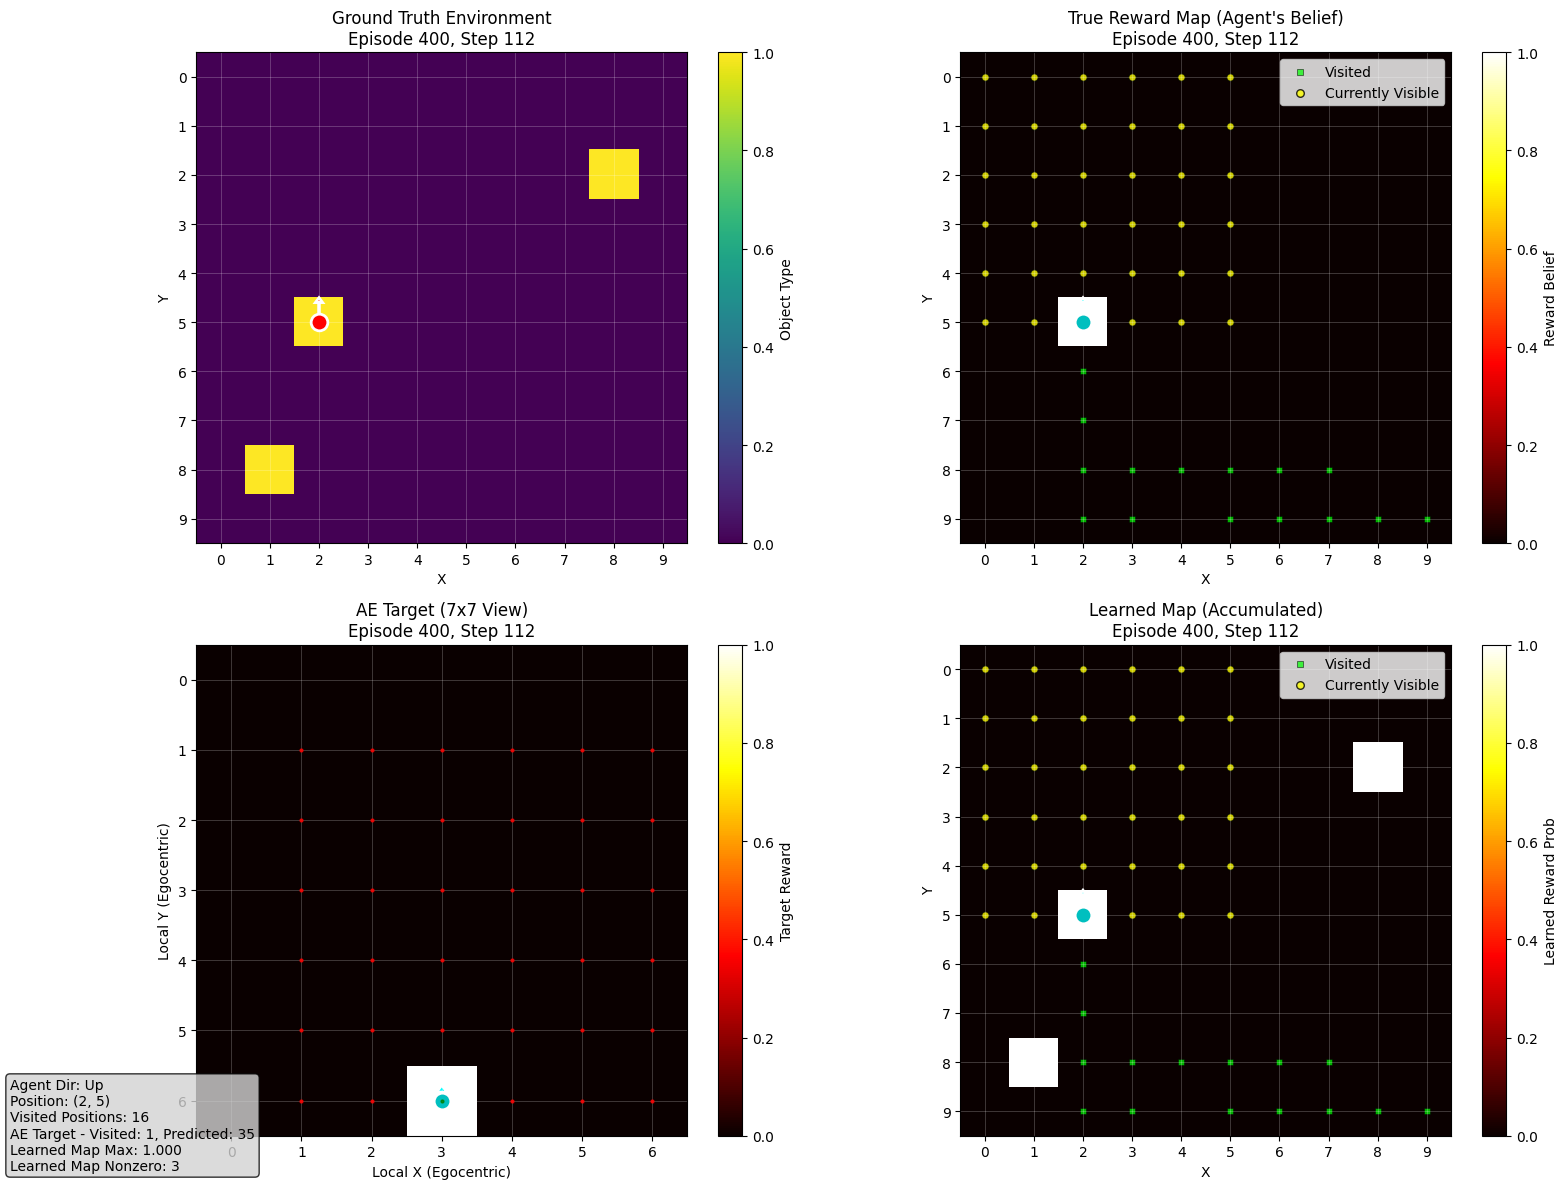 Ground Truth Environment
Episode 400, Step 112
0
1
2
3
4
5
6
7
8
9
Y
0 1 2 3 4 5 6 7 8 9
X
1.0
0.8
0.6
0.4
0.2
0.0
Object Type
True Reward Map (Agent's Belief)
Episode 400, Step 112
Visited
Currently Visible
0
1
2
3
4
5
6
7
8
9
Y
0 1 2 3 4 5 6 7 8 9
X
1.0
0.8
0.6
0.4
0.2
0.0
Reward Belief
AE Target (7x7 View)
Episode 400, Step 112
0
1
2
3
4
5
6
Local Y (Egocentric)
0 1 2 3 4 5 6
Local X (Egocentric)
1.0
0.8
0.6
0.4
0.2
0.0
Target Reward
Learned Map (Accumulated)
Episode 400, Step 112
Visited
Currently Visible
0
1
2
3
4
5
6
7
8
9
Y
0 1 2 3 4 5 6 7 8 9
X
1.0
0.8
0.6
0.4
0.2
0.0
Learned Reward Prob
Agent Dir: Up
Position: (2, 5)
Visited Positions: 16
AE Target - Visited: 1, Predicted: 35
Learned Map Max: 1.000
Learned Map Nonzero: 3